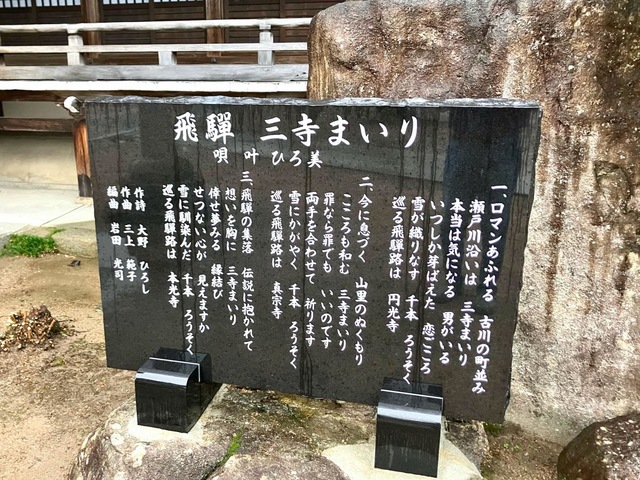 飛騨 三寺まいり
唄 叶 ひろ美
一、ロマンあふれる 古川の町並み
瀬戸川沿いは 三寺まいり
本当は気になる 男がいる
いつしか芽ばえた 恋ごころ
雪が織りなす 千本 ろうそく
巡る飛騨路は 円光寺
二、今に息づく 山里のぬくもり
こころも和む 三寺まいり
罪なら罪でも いいのです
両手を合わせて 祈ります
雪にかがやく 千本 ろうそく
巡る飛騨路は 真宗寺
三、飛騨の集落 伝説に抱かれて
想いを胸に 三寺まいり
倖せ夢みる 縁結び
せつない心が 見えますか
雪に馴染んだ 千本 ろうそく
巡る飛騨路は 本光寺
作詩 大野 ひろし
作曲 三上 範子
編曲 岩田 光司